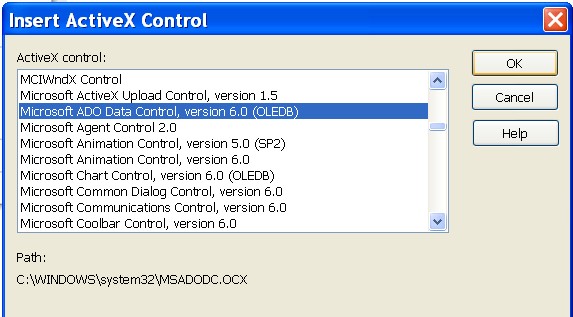 Insert ActiveX Control
ActiveX control:
MCIWndX Control
Microsoft ActiveX Upload Control, version 1.5
Microsoft ADO Data Control, version 6.0 (OLEDB)
Microsoft Agent Control 2.0
Microsoft Animation Control, version 5.0 (SP2)
Microsoft Animation Control, version 6.0
Microsoft Chart Control, version 6.0 (OLEDB)
Microsoft Common Dialog Control, version 6.0
Microsoft Communications Control, version 6.0
Microsoft Coolbar Control, version 6.0
OK
Cancel
Help
Path:
C:\WINDOWS\system32\MSADODC.OCX